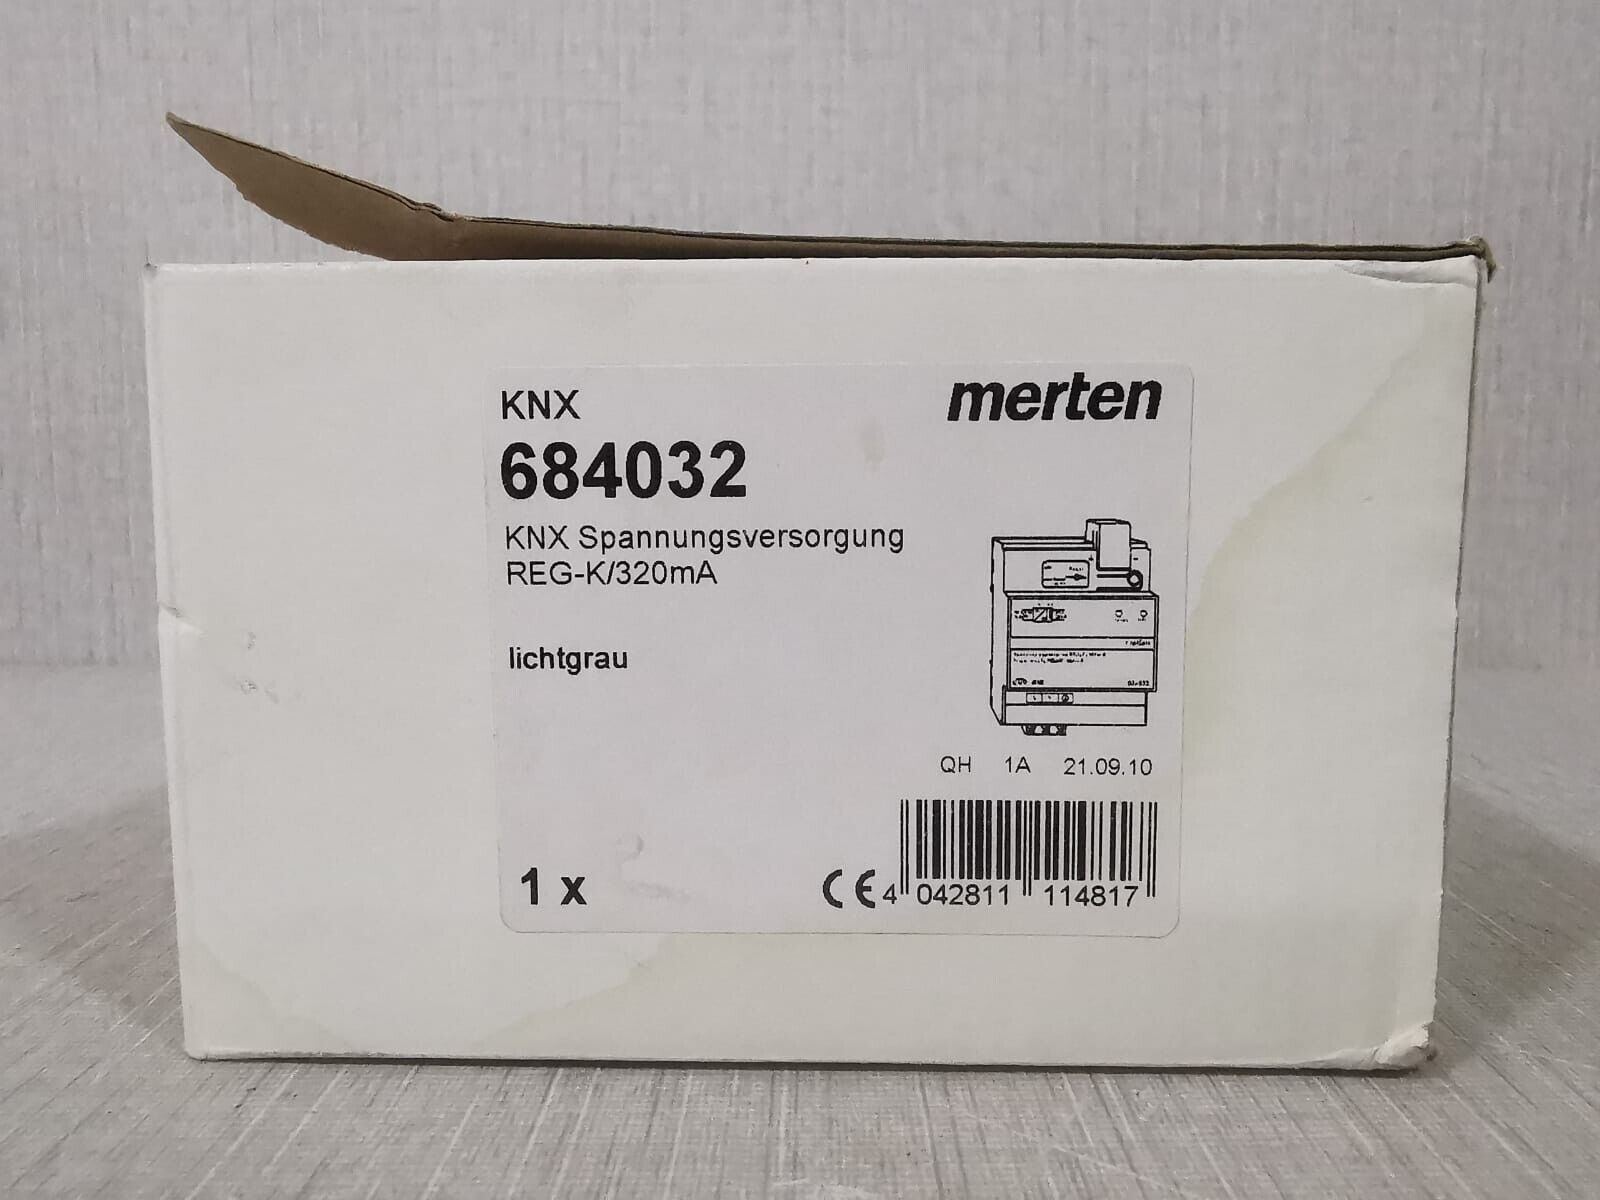 KNX
merten
684032
KNX Spannungsversorgung
REG-K/320mA
lichtgrau
QH 1A 21.09.10
1 x
CE
4 042811 114817